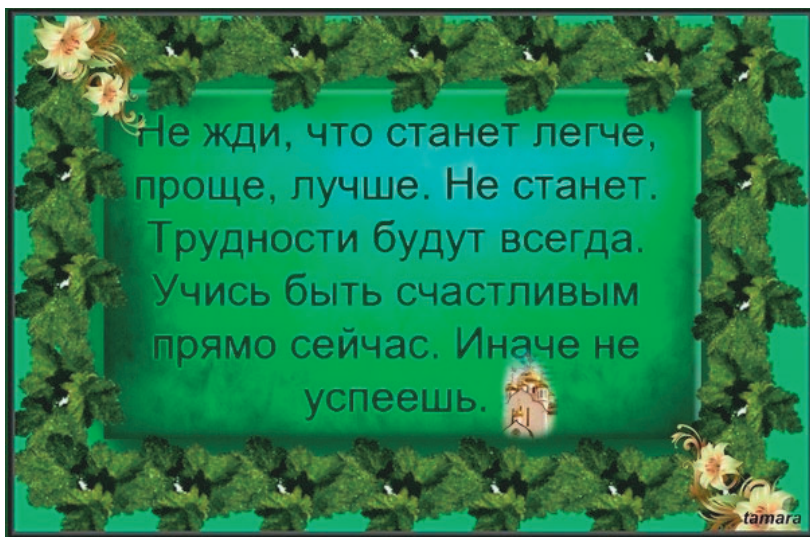 Не жди, что станет легче,
проще, лучше. Не станет.
Трудности будут всегда.
Учись быть счастливым
прямо сейчас. Иначе не
успеешь.
tamara